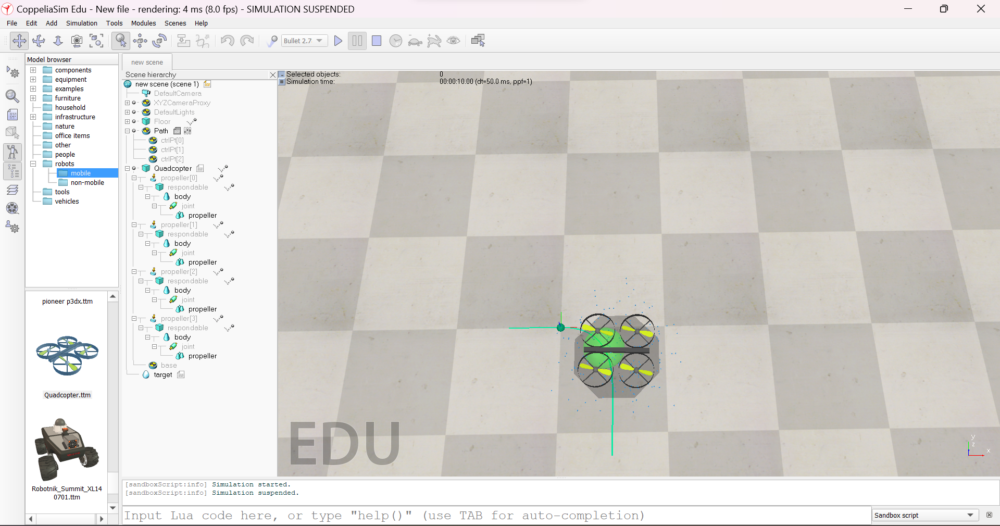 CoppeliaSim Edu - New file - rendering: 4 ms (8.0 fps) - SIMULATION SUSPENDED
File Edit Add Simulation Tools Modules Scenes Help
Bullet 2.7
Model browser
components
equipment
examples
furniture
household
infrastructure
nature
office items
other
people
robots
mobile
non-mobile
tools
vehicles
pioneer p3dx.ttm
Quadcopter.ttm
Robotnik_Summit_XL14
0701.ttm
new scene
Scene hierarchy
new scene (scene 1)
DefaultCamera
XYZCameraProxy
DefaultLights
Floor
Path
ctrlPt[0]
ctrlPt[1]
ctrlPt[2]
Quadcopter
propeller[0]
respondable
body
joint
propeller
propeller[1]
respondable
body
joint
propeller
propeller[2]
respondable
body
joint
propeller
propeller[3]
respondable
body
joint
propeller
base
target
Selected objects: 0
Simulation time: 00:00:10.00 (dt=50.0 ms, ppf=1)
EDU
y
z
x
[sandboxScript:info] Simulation started.
[sandboxScript:info] Simulation suspended.
Input Lua code here, or type "help()" (use TAB for auto-completion)
Sandbox script